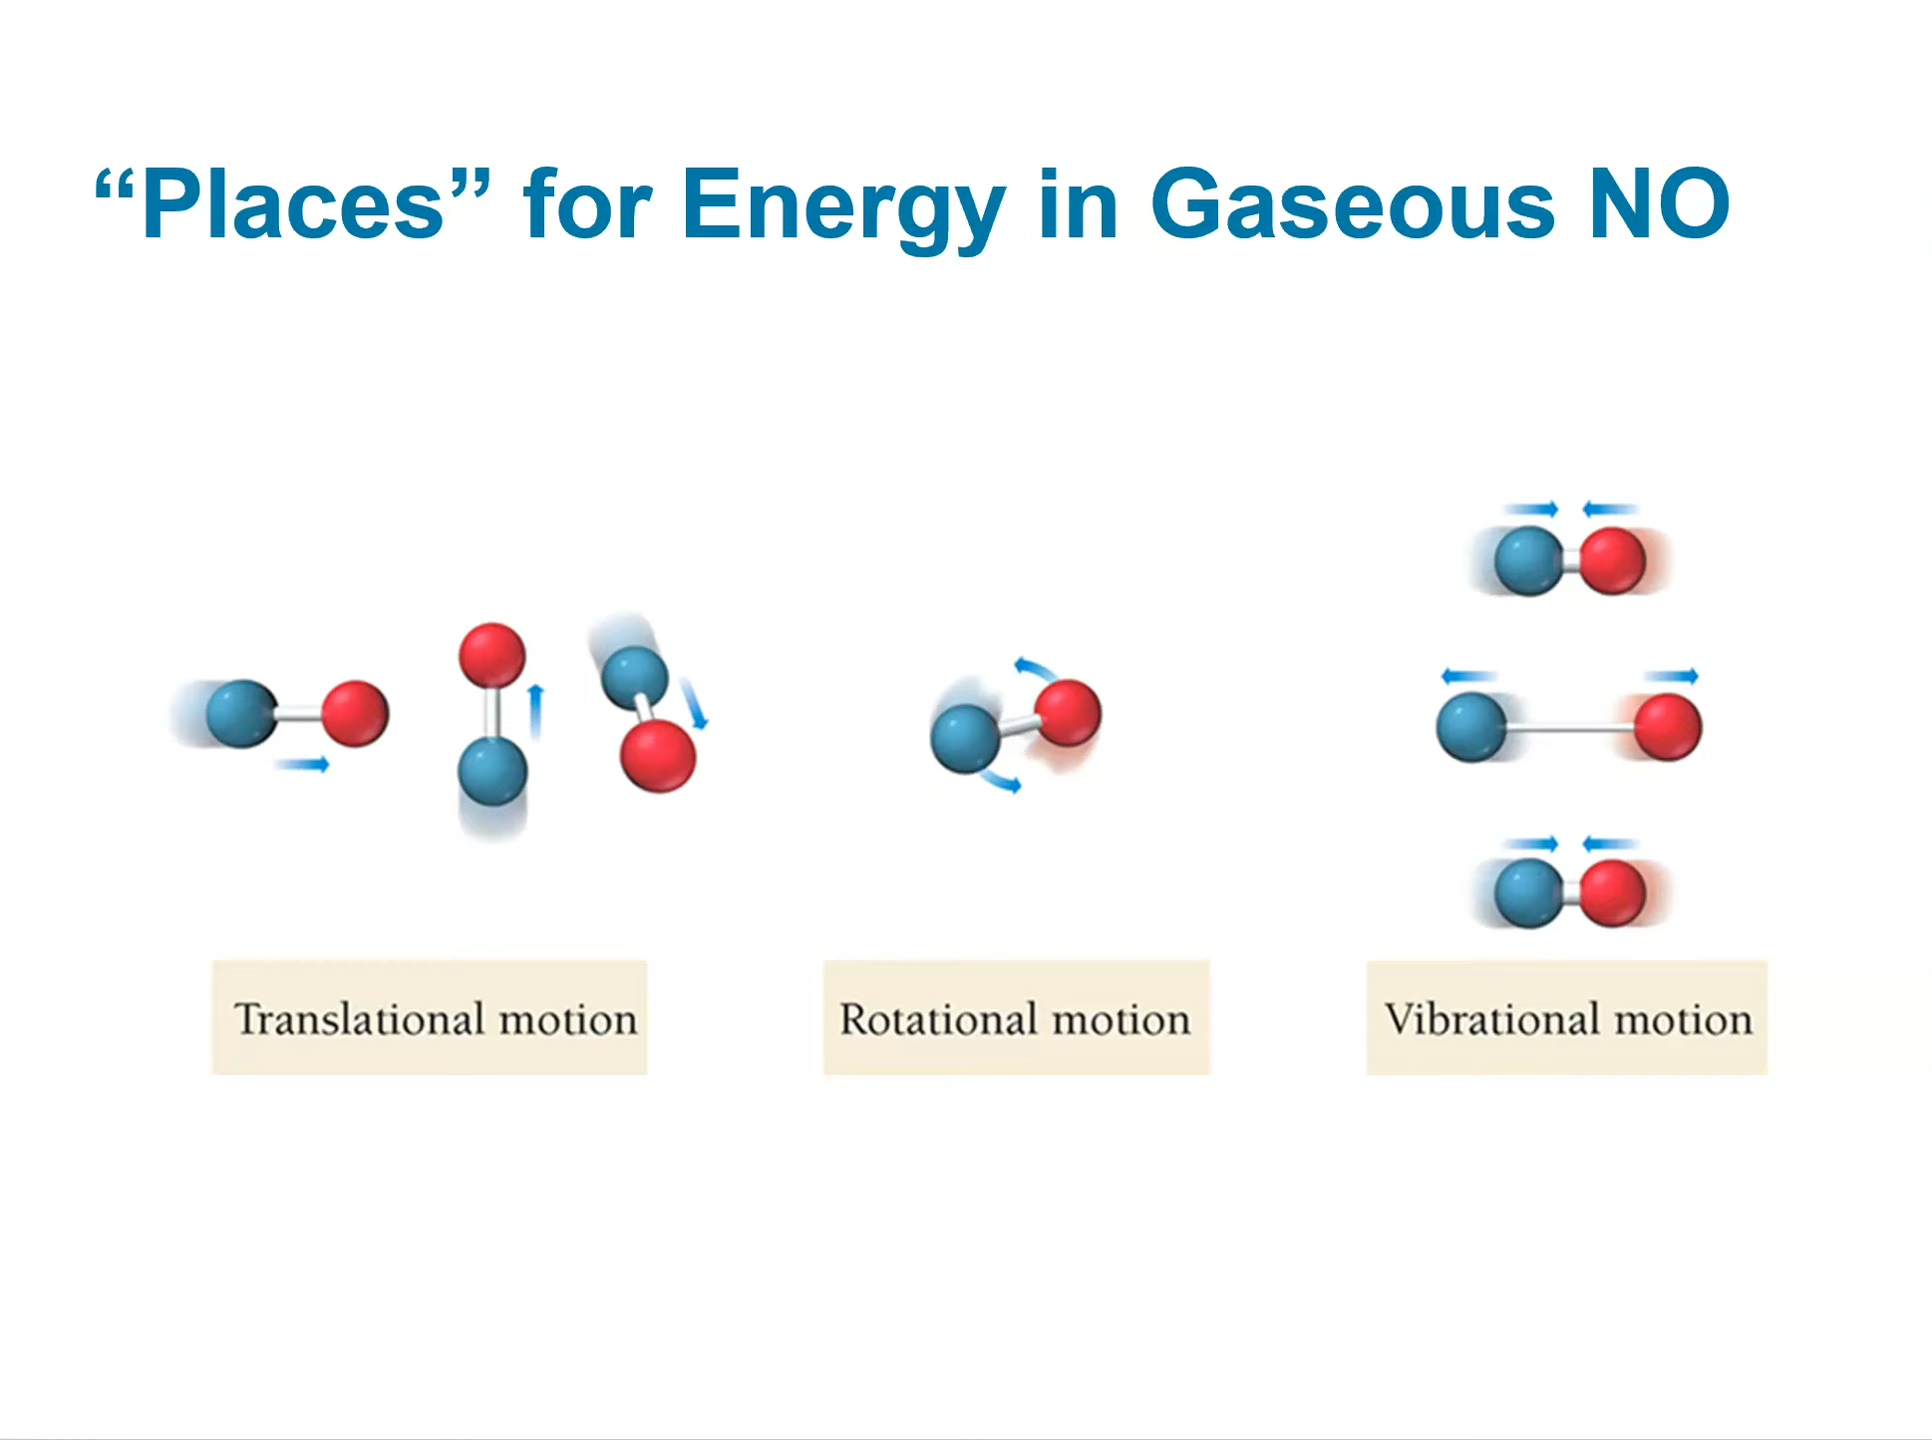 “Places” for Energy in Gaseous NO
Translational motion
Rotational motion
Vibrational motion